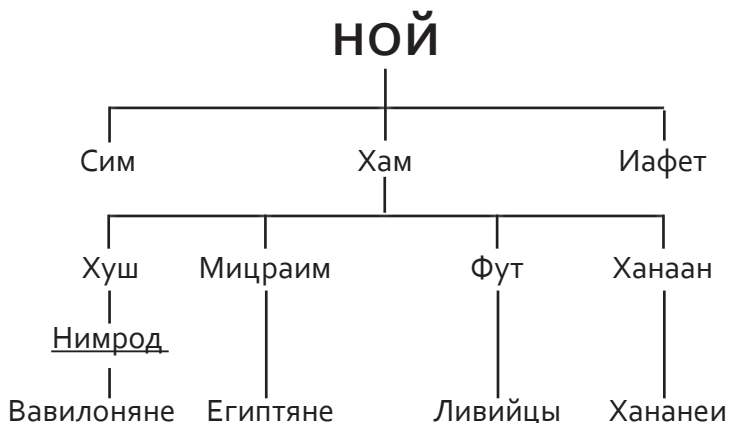 НОЙ
Сим Хам Иафет
Хуш Мицраим Фут Ханаан
Нимрод
Вавилоняне Египтяне Ливийцы Хананеи